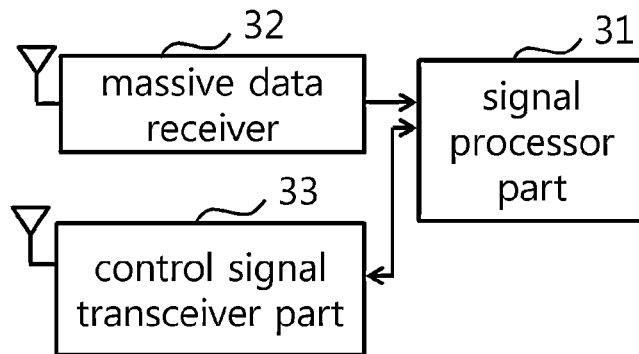 32
massive data
receiver
31
signal
processor
part
33
control signal
transceiver part